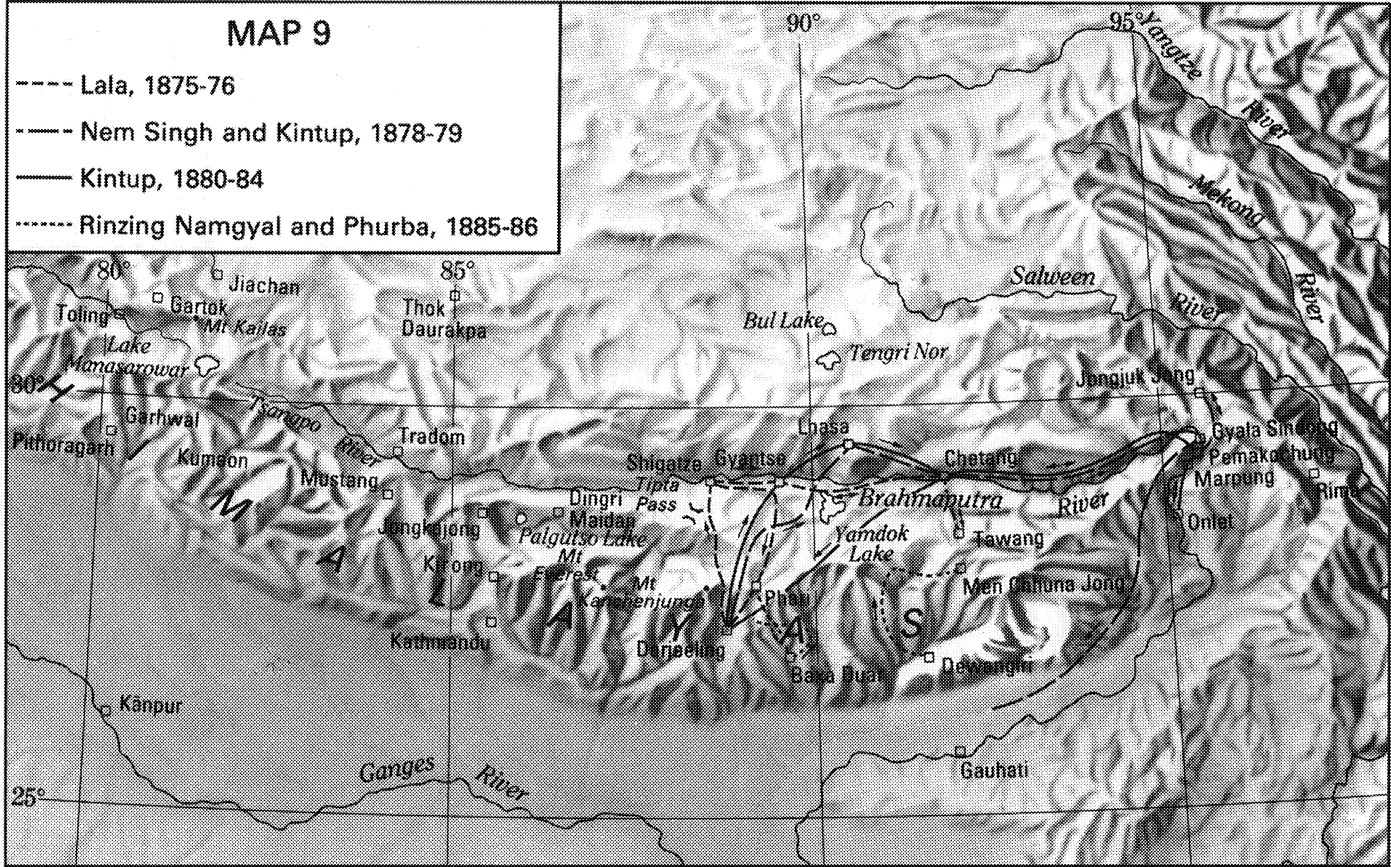 MAP 9
Lala, 1875-76
Nem Singh and Kintup, 1878-79
Kintup, 1880-84
Rinzing Namgyal and Phurba, 1885-86
90°
95°
Yangtze
River
Mekong
River
Salween
River
80°
85°
Jiachan
Gartok
Toling
Mt Kailas
Thok
Daurakpa
Lake
Manasarowar
Bul Lake
Tengri Nor
30°
Jongjuk Jong
Garhwal
Pithoragarh
Tsangpo
River
Tradom
Kumaon
Mustang
Lhasa
Gyala Sindong
Pemakochung
Shigatze
Gyantse
Chetang
Marpung
Rima
Tipta
Pass
Dingri
Maidan
Brahmaputra
River
Onlet
Jongkajong
Palgutso Lake
Yamdok
Lake
Tawang
Kirong
Mt
Everest
Mt
Kanchenjunga
Phari
Men Chhuna Jong
HIMALAYAS
Kathmandu
Darjeeling
Baxa Duar
Dewangiri
Kānpur
Gauhati
Ganges
River
25°